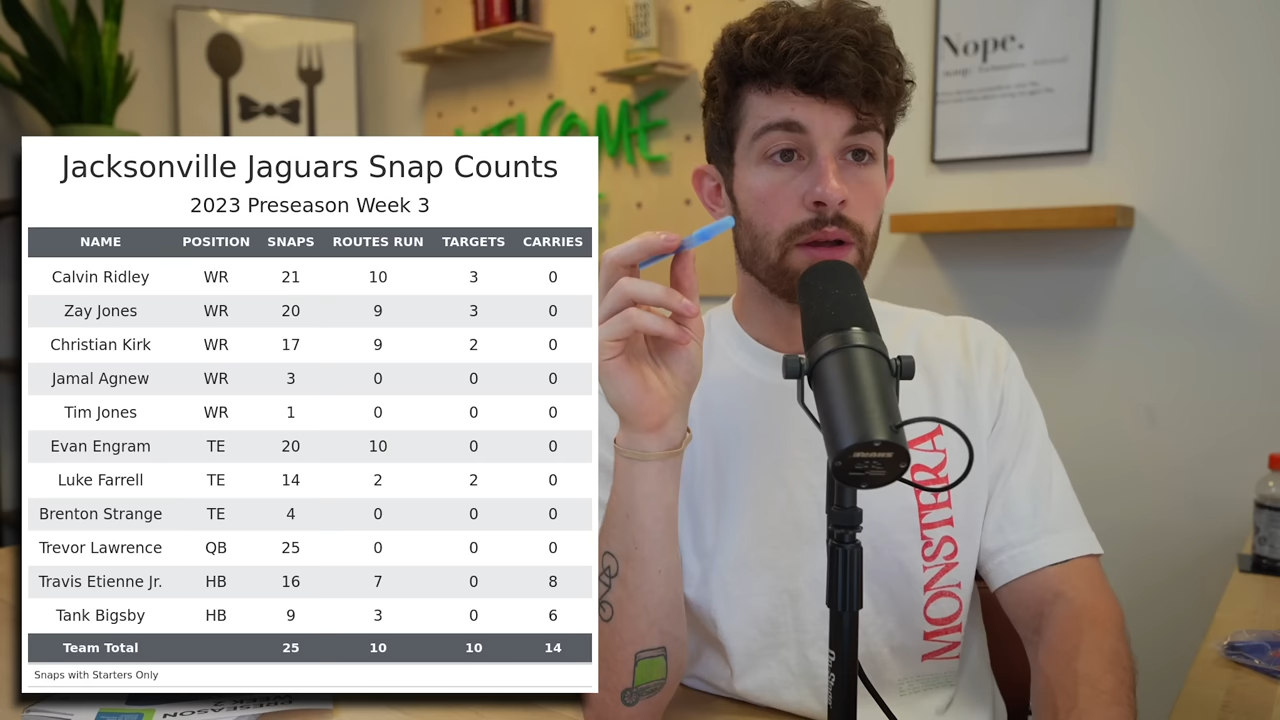 Nope.
WELCOME
Jacksonville Jaguars Snap Counts
2023 Preseason Week 3
NAME POSITION SNAPS ROUTES RUN TARGETS CARRIES
Calvin Ridley WR 21 10 3 0
Zay Jones WR 20 9 3 0
Christian Kirk WR 17 9 2 0
Jamal Agnew WR 3 0 0 0
Tim Jones WR 1 0 0 0
Evan Engram TE 20 10 0 0
Luke Farrell TE 14 2 2 0
Brenton Strange TE 4 0 0 0
Trevor Lawrence QB 25 0 0 0
Travis Etienne Jr. HB 16 7 0 8
Tank Bigsby HB 9 3 0 6
Team Total 25 10 10 14
Snaps with Starters Only
SHURE
MONSTERA
On-Stage
PRESEASON